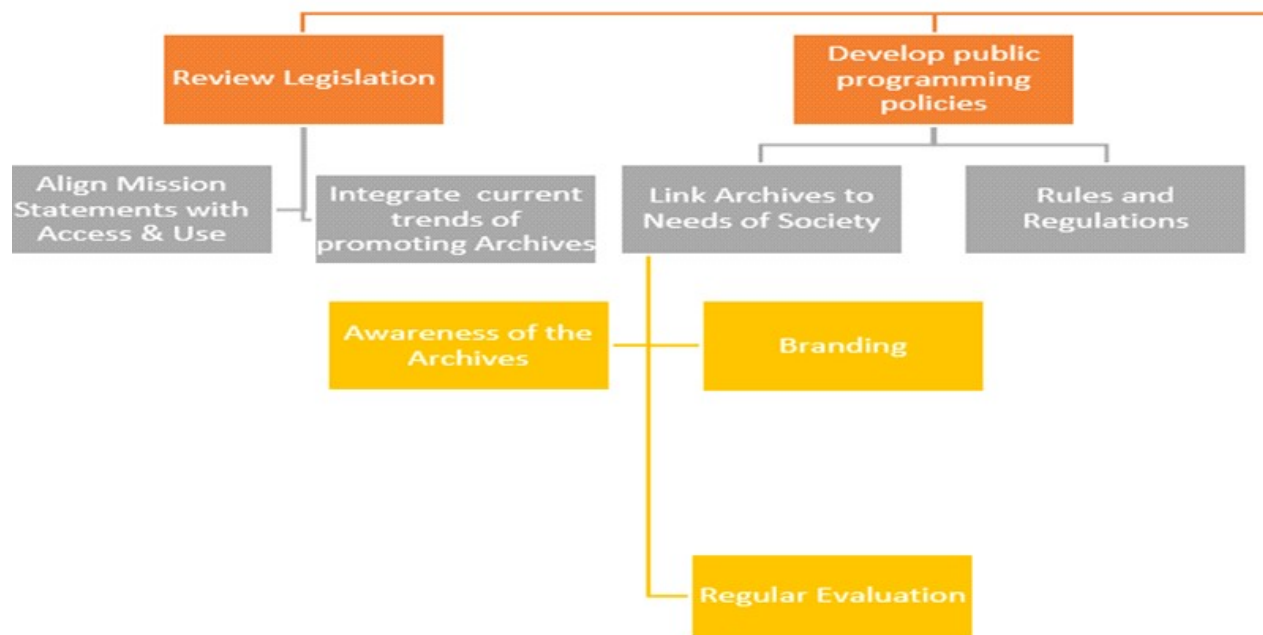 Review Legislation
Develop public
programming
policies
Align Mission
Statements with
Access & Use
Integrate current
trends of
promoting Archives
Link Archives to
Needs of Society
Rules and
Regulations
Awareness of the
Archives
Branding
Regular Evaluation